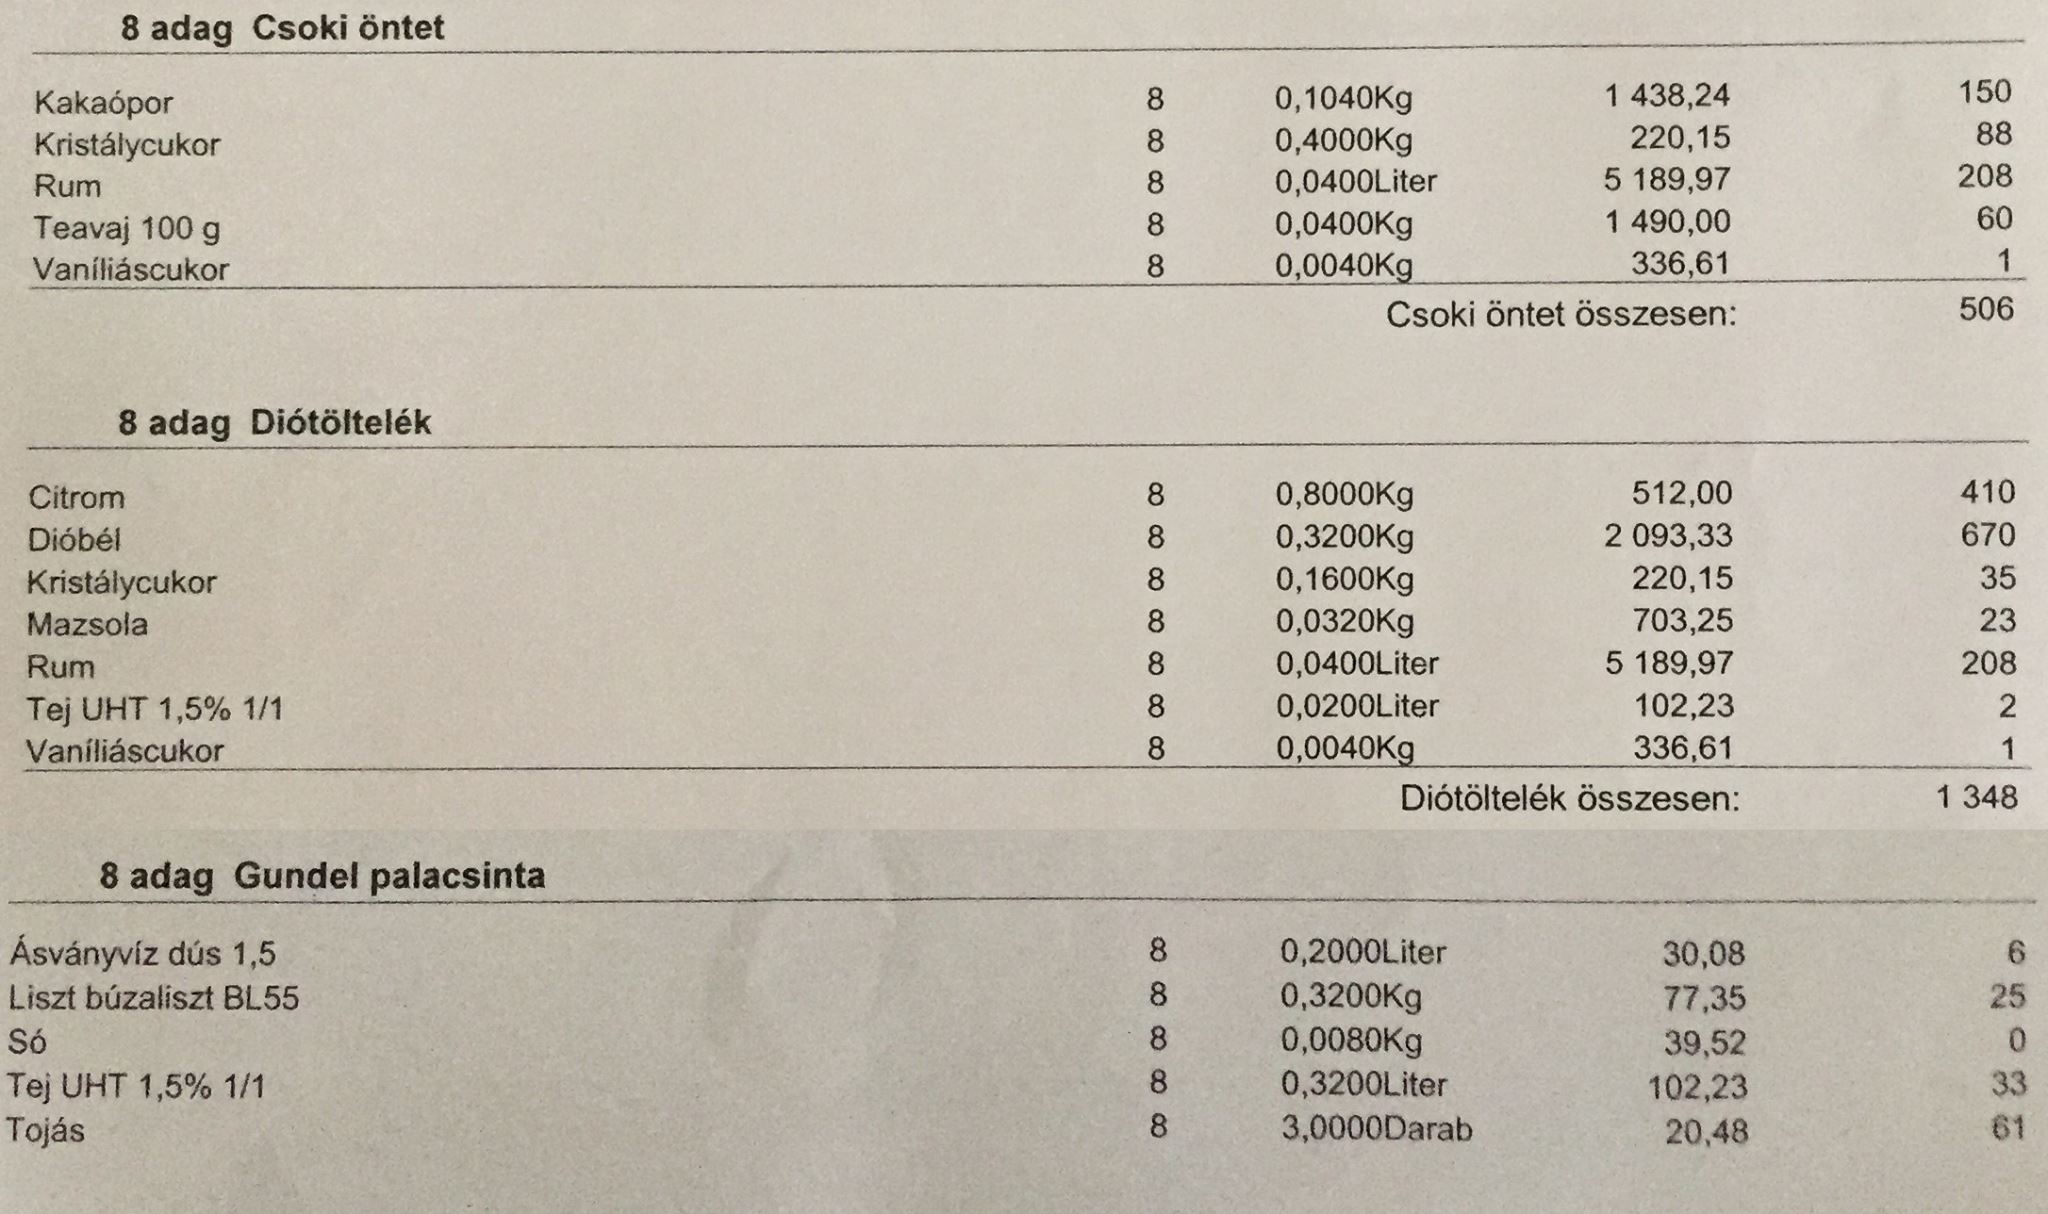 8 adag Csoki öntet
Kakaópor 8 0,1040Kg 1 438,24 150
Kristálycukor 8 0,4000Kg 220,15 88
Rum 8 0,0400Liter 5 189,97 208
Teavaj 100 g 8 0,0400Kg 1 490,00 60
Vaníliáscukor 8 0,0040Kg 336,61 1
Csoki öntet összesen: 506
8 adag Diótöltelék
Citrom 8 0,8000Kg 512,00 410
Dióbél 8 0,3200Kg 2 093,33 670
Kristálycukor 8 0,1600Kg 220,15 35
Mazsola 8 0,0320Kg 703,25 23
Rum 8 0,0400Liter 5 189,97 208
Tej UHT 1,5% 1/1 8 0,0200Liter 102,23 2
Vaníliáscukor 8 0,0040Kg 336,61 1
Diótöltelék összesen: 1 348
8 adag Gundel palacsinta
Ásványvíz dús 1,5 8 0,2000Liter 30,08 6
Liszt búzaliszt BL55 8 0,3200Kg 77,35 25
Só 8 0,0080Kg 39,52 0
Tej UHT 1,5% 1/1 8 0,3200Liter 102,23 33
Tojás 8 3,0000Darab 20,48 61